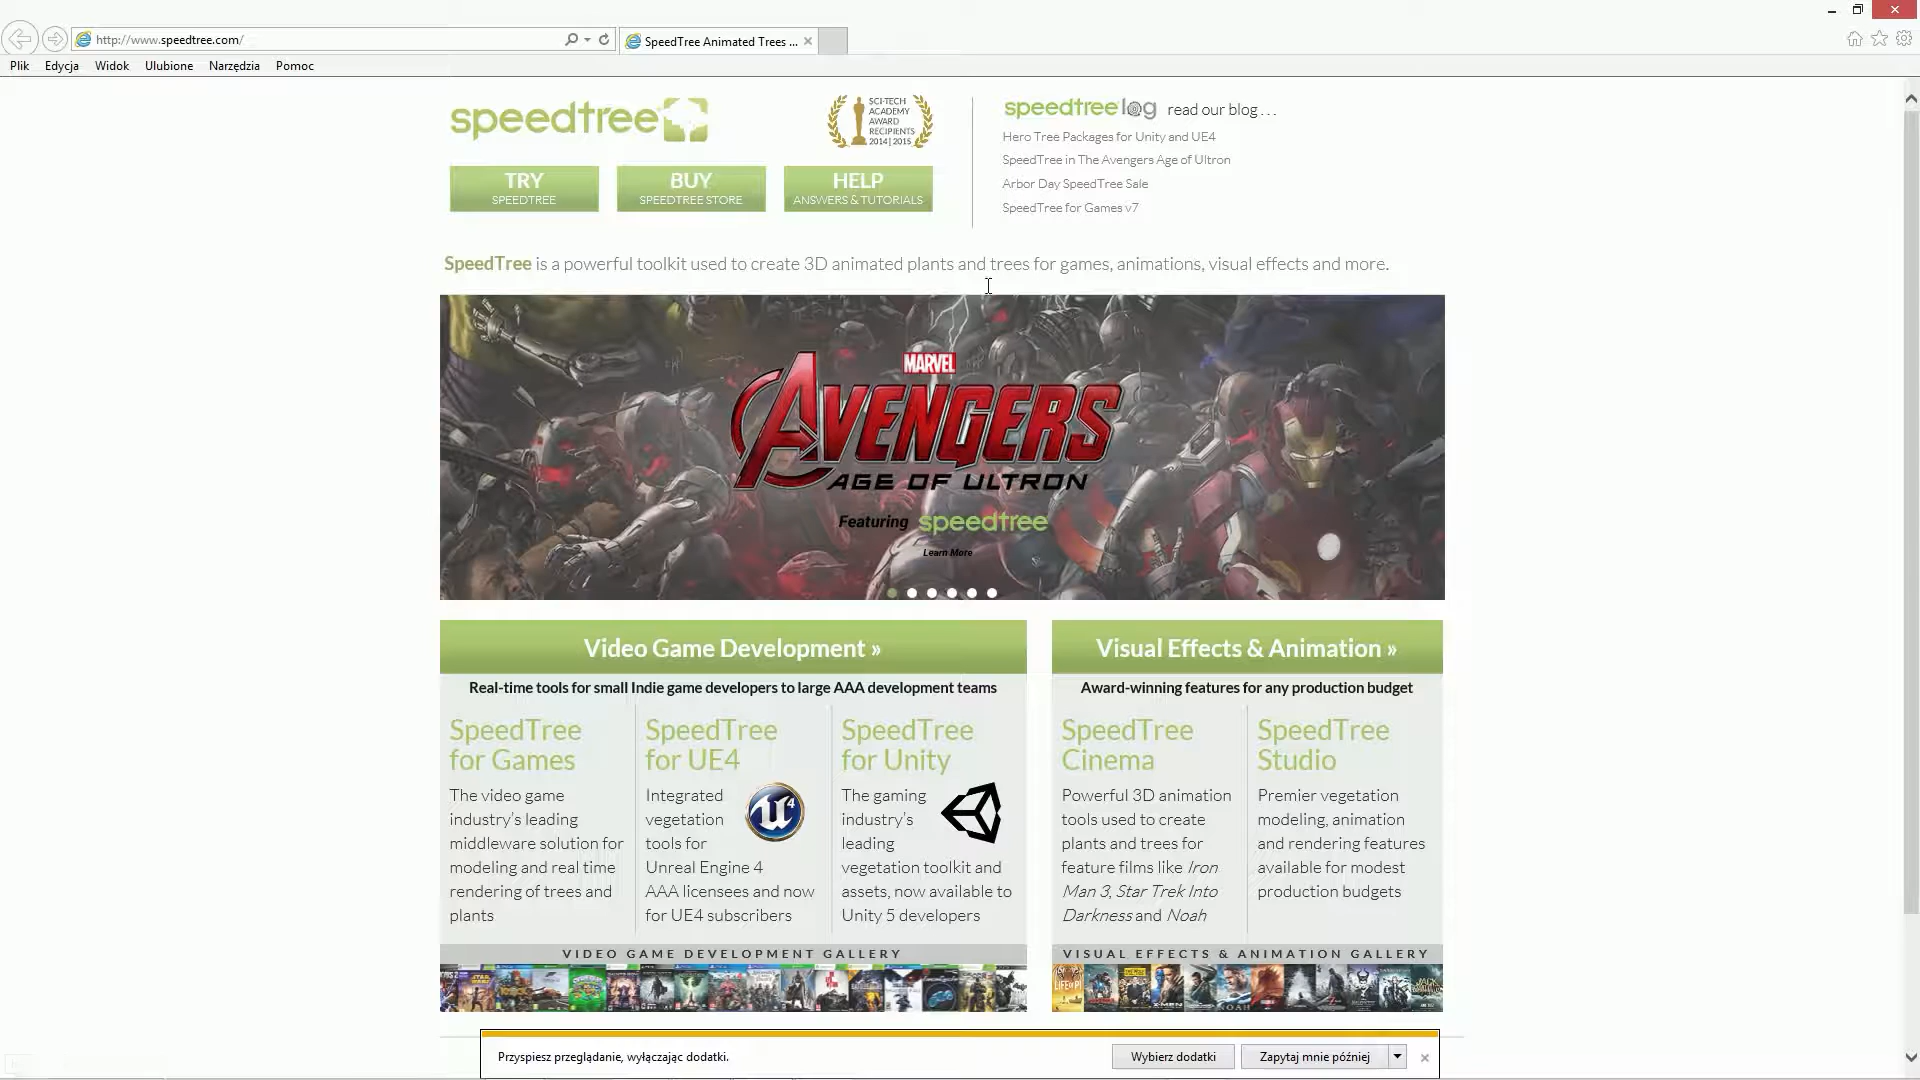 http://www.speedtree.com/
SpeedTree Animated Trees ...
Plik Edycja Widok Ulubione Narzędzia Pomoc
speedtree
SCI-TECH
ACADEMY
AWARD
RECIPIENTS
2014 | 2015
speedtree log read our blog . . .
Hero Tree Packages for Unity and UE4
SpeedTree in The Avengers Age of Ultron
Arbor Day SpeedTree Sale
SpeedTree for Games v7
TRY
SPEEDTREE
BUY
SPEEDTREE STORE
HELP
ANSWERS & TUTORIALS
SpeedTree is a powerful toolkit used to create 3D animated plants and trees for games, animations, visual effects and more.
MARVEL
AVENGERS
AGE OF ULTRON
Featuring speedtree
Learn More
Video Game Development »
Real-time tools for small Indie game developers to large AAA development teams
SpeedTree
for Games
The video game
industry's leading
middleware solution for
modeling and real time
rendering of trees and
plants
SpeedTree
for UE4
Integrated
vegetation
tools for
Unreal Engine 4
AAA licensees and now
for UE4 subscribers
SpeedTree
for Unity
The gaming
industry's
leading
vegetation toolkit and
assets, now available to
Unity 5 developers
VIDEO GAME DEVELOPMENT GALLERY
Visual Effects & Animation »
Award-winning features for any production budget
SpeedTree
Cinema
Powerful 3D animation
tools used to create
plants and trees for
feature films like Iron
Man 3, Star Trek Into
Darkness and Noah
SpeedTree
Studio
Premier vegetation
modeling, animation
and rendering features
available for modest
production budgets
VISUAL EFFECTS & ANIMATION GALLERY
Przyspiesz przeglądanie, wyłączając dodatki.
Wybierz dodatki
Zapytaj mnie później